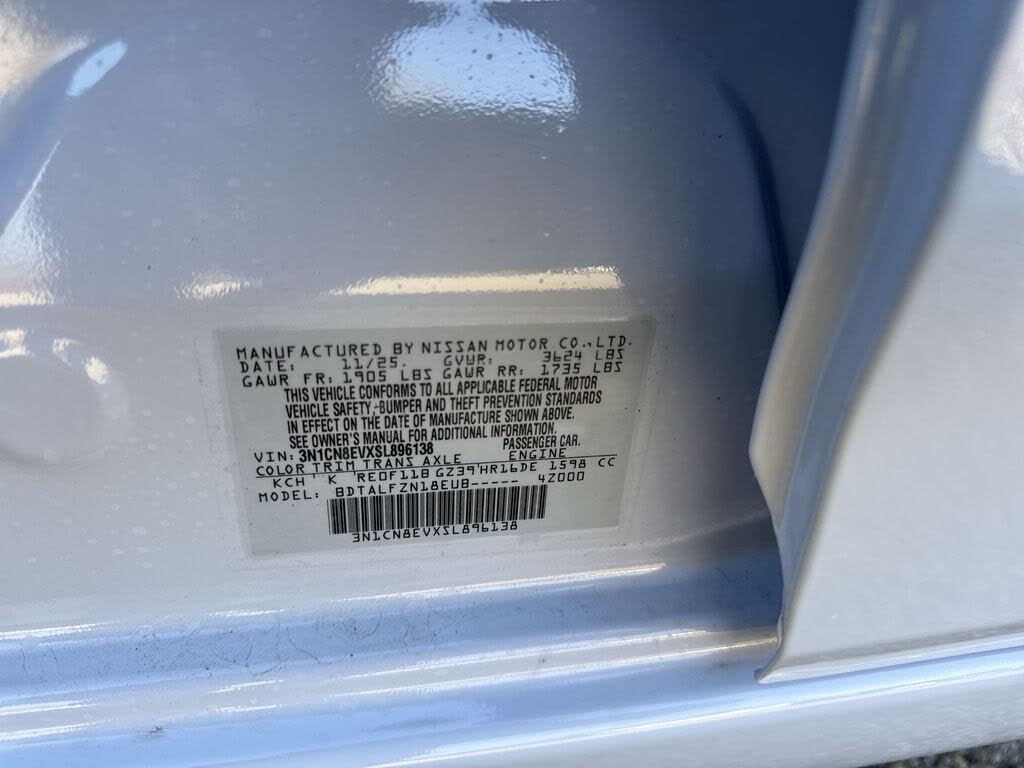 MANUFACTURED BY NISSAN MOTOR CO.,LTD.
DATE: 11/25 GVWR: 3624 LBS
GAWR FR: 1905 LBS GAWR RR: 1735 LBS
THIS VEHICLE CONFORMS TO ALL APPLICABLE FEDERAL MOTOR
VEHICLE SAFETY,-BUMPER AND THEFT PREVENTION STANDARDS
IN EFFECT ON THE DATE OF MANUFACTURE SHOWN ABOVE.
SEE OWNER'S MANUAL FOR ADDITIONAL INFORMATION.
VIN: 3N1CN8EVXSL896138 PASSENGER CAR.
COLOR TRIM TRANS AXLE ENGINE
KCH K RE0F11B GZ39 HR16DE 1598 CC
MODEL: BDTALFZN18EUB----- 4Z000
3N1CN8EVXSL896138